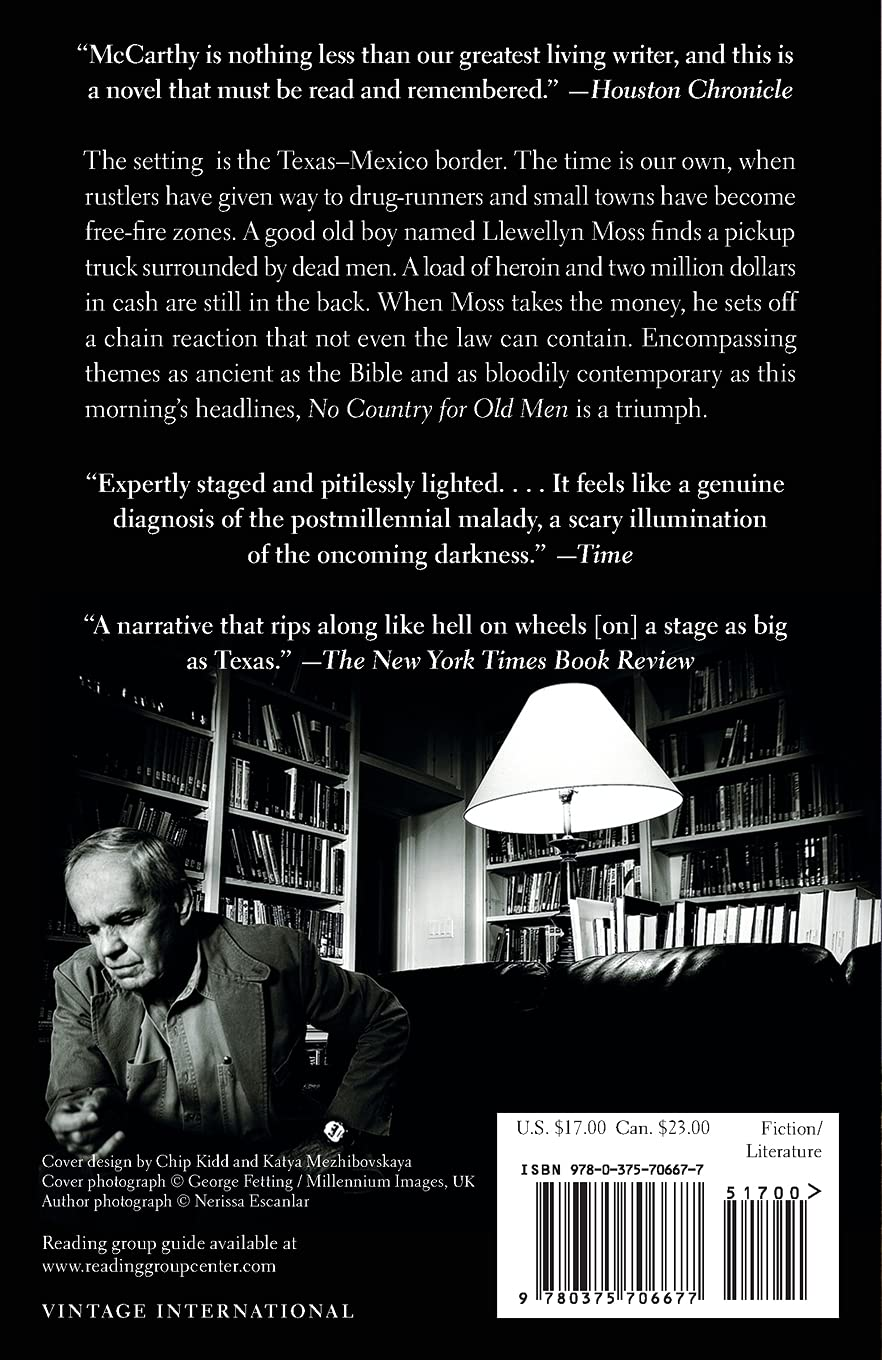 “McCarthy is nothing less than our greatest living writer, and this is
a novel that must be read and remembered.” —Houston Chronicle
The setting is the Texas–Mexico border. The time is our own, when
rustlers have given way to drug-runners and small towns have become
free-fire zones. A good old boy named Llewellyn Moss finds a pickup
truck surrounded by dead men. A load of heroin and two million dollars
in cash are still in the back. When Moss takes the money, he sets off
a chain reaction that not even the law can contain. Encompassing
themes as ancient as the Bible and as bloodily contemporary as this
morning’s headlines, No Country for Old Men is a triumph.
“Expertly staged and pitilessly lighted. . . . It feels like a genuine
diagnosis of the postmillennial malady, a scary illumination
of the oncoming darkness.” —Time
“A narrative that rips along like hell on wheels [on] a stage as big
as Texas.” —The New York Times Book Review
Cover design by Chip Kidd and Katya Mezhibovskaya
Cover photograph © George Fetting / Millennium Images, UK
Author photograph © Nerissa Escanlar
Reading group guide available at
www.readinggroupcenter.com
VINTAGE INTERNATIONAL
U.S. $17.00 Can. $23.00
Fiction/
Literature
ISBN 978-0-375-70667-7
51700>
9 780375 706677